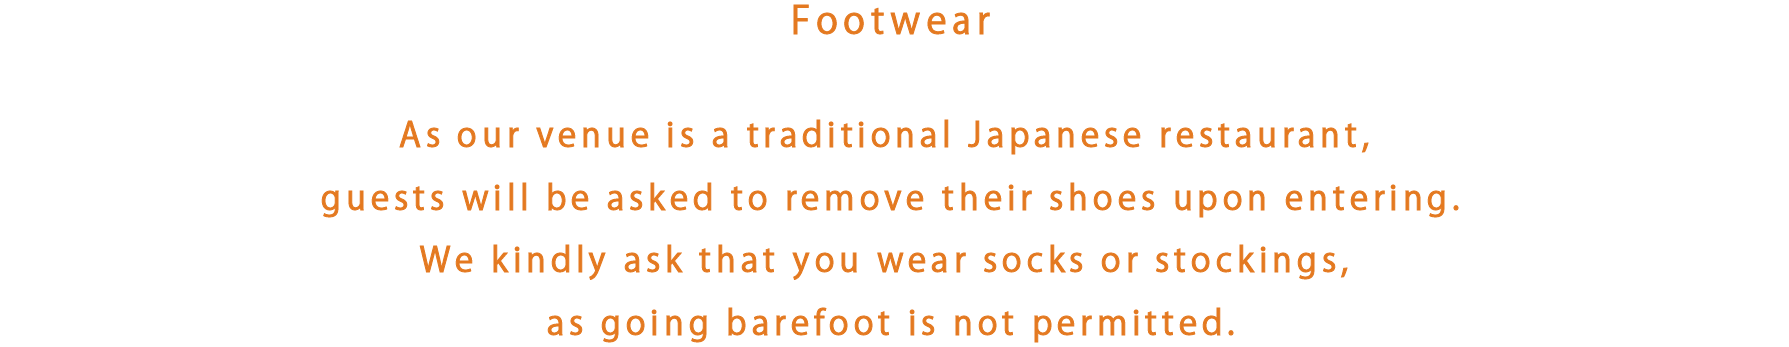 Footwear
As our venue is a traditional Japanese restaurant,
guests will be asked to remove their shoes upon entering.
We kindly ask that you wear socks or stockings,
as going barefoot is not permitted.